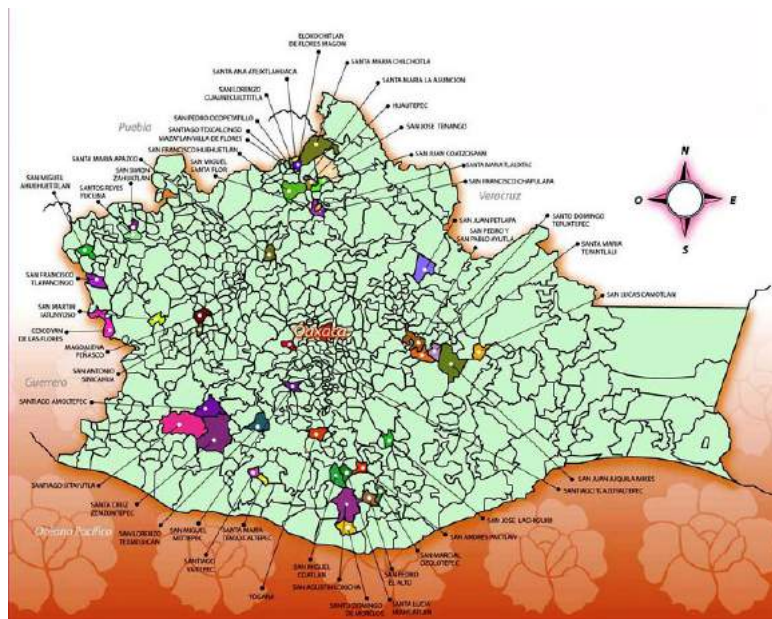 ELOXOCHITLAN
DE FLORES MAGON
SANTA MARIA CHILCHOTLA
SANTA ANA ATEIXTLAHUACA
SANTA MARIA LA ASUNCION
SAN LORENZO
CUAUNECUILTITLA
HUAUTEPEC
SAN PEDRO OCOPETATILLO
SAN JOSE TENANGO
Puebla
SANTIAGO TEXCALCINGO
MAZATLAN VILLA DE FLORES
SAN FRANCISCO HUEHUETLAN
SAN JUAN COATZOSPAM
SANTA MARIA APAZCO
SAN MIGUEL
SANTA FLOR
SANTA ANA TLALIXTAC
SAN SIMON
ZAHUATLAN
SAN FRANCISCO CHAPULAPA
SAN MIGUEL
AHUEHUETITLAN
SANTOS REYES
YUCUNA
Veracruz
SAN JUAN PETLAPA
SANTO DOMINGO
TEPUXTEPEC
SAN PEDRO Y
SAN PABLO AYUTLA
SANTA MARIA
TEPANTLALI
N
O
E
S
SAN FRANCISCO
TLAPANCINGO
SAN LUCAS CAMOTLAN
SAN MARTIN
ITUNYOSO
COICOYAN
DE LAS FLORES
Oaxaca
MAGDALENA
PEÑASCO
SAN ANTONIO
SINICAHUA
Guerrero
SANTIAGO AMOLTEPEC
SANTIAGO IXTAYUTLA
SAN JUAN JUQUILA MIXES
SANTIAGO TLAZOYALTEPEC
SANTA CRUZ
ZENZONTEPEC
SAN JOSE LACHIGUIRI
Océano Pacífico
SAN LORENZO
TEXMELUCAN
SAN MIGUEL
MIXTEPEC
SANTA MARIA
TEMAXCALTEPEC
SAN ANDRES PAXTLAN
SANTIAGO
YAITEPEC
SAN MIGUEL
COATLAN
SAN MARCIAL
OZOLOTEPEC
YOGANA
SAN AGUSTIN LOXICHA
SAN PEDRO
EL ALTO
SANTO DOMINGO
DE MORELOS
SANTA LUCIA
MIAHUATLAN